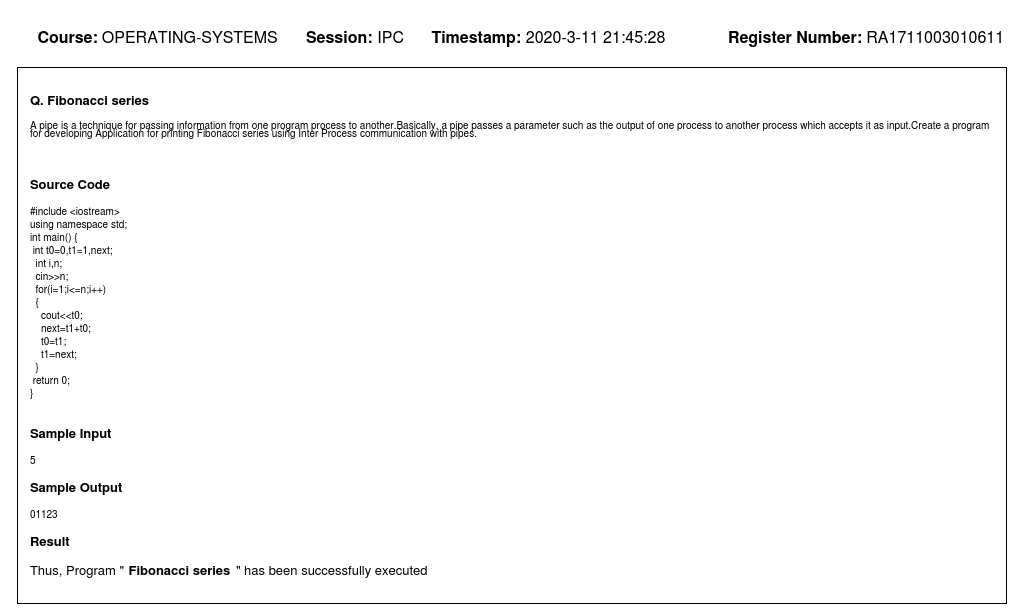 Course: OPERATING-SYSTEMS Session: IPC Timestamp: 2020-3-11 21:45:28 Register Number: RA1711003010611
Q. Fibonacci series
A pipe is a technique for passing information from one program process to another.Basically, a pipe passes a parameter such as the output of one process to another process which accepts it as input.Create a program
for developing Application for printing Fibonacci series using Inter Process communication with pipes.
Source Code
#include <iostream>
using namespace std;
int main() {
 int t0=0,t1=1,next;
  int i,n;
  cin>>n;
  for(i=1;i<=n;i++)
  {
    cout<<t0;
    next=t1+t0;
    t0=t1;
    t1=next;
  }
 return 0;
}
Sample Input
5
Sample Output
01123
Result
Thus, Program " Fibonacci series " has been successfully executed